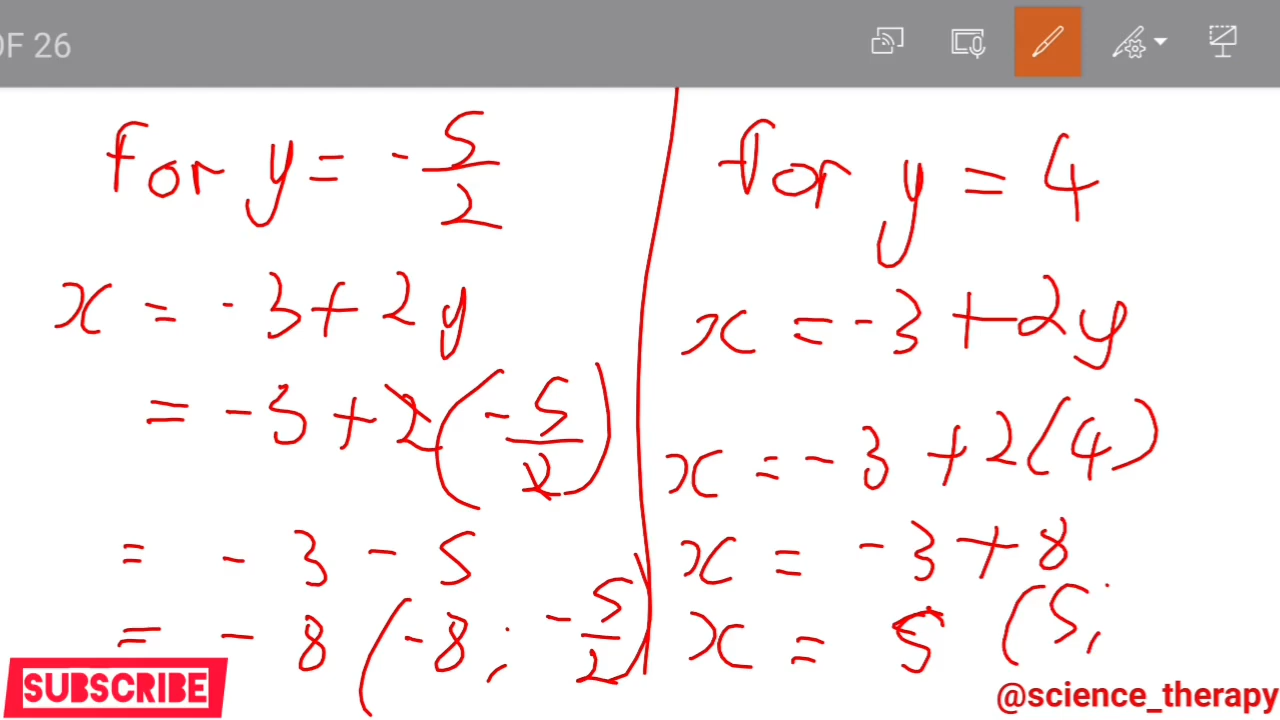 OF 26
For y = -5/2
x = -3 + 2y
= -3 + 2(-5/2)
= -3 - 5
= -8 (-8; -5/2)
For y = 4
x = -3 + 2y
x = -3 + 2(4)
x = -3 + 8
x = 5 (5;
SUBSCRIBE
@science_therapy